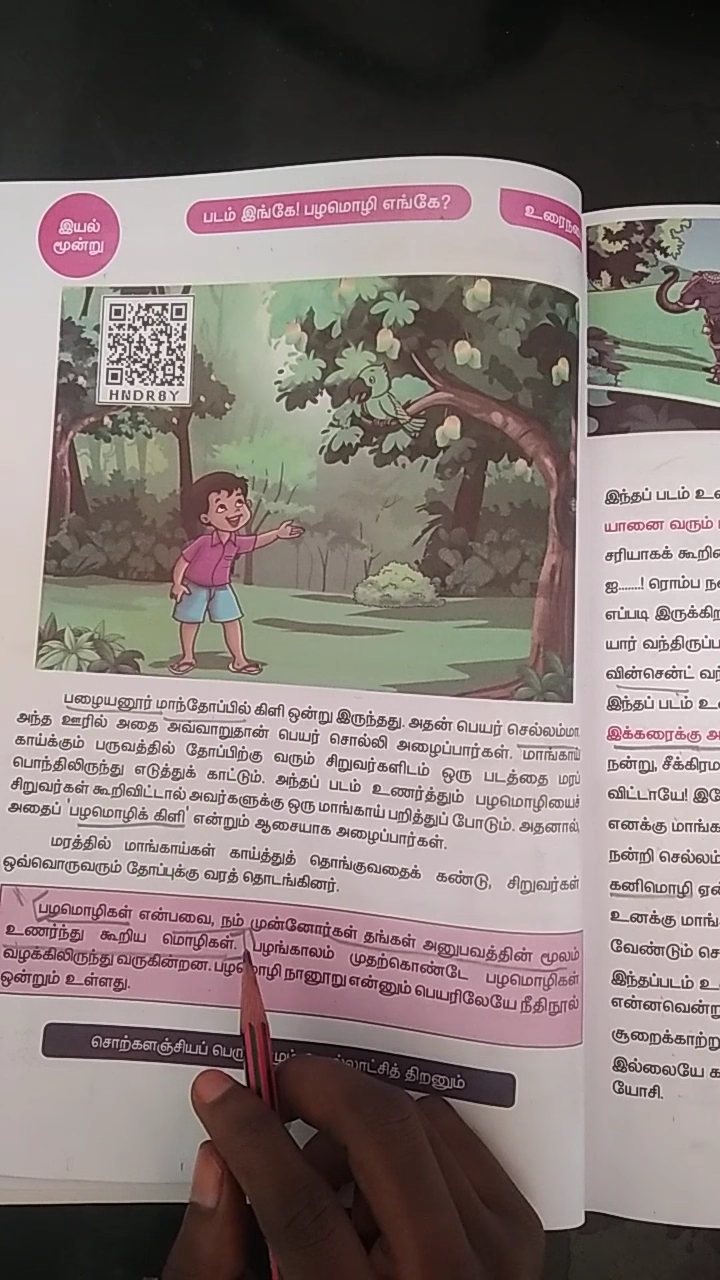 இயல்
மூன்று
படம் இங்கே! பழமொழி எங்கே?
HNDR8Y
பழையனூர் மாந்தோப்பில் கிளி ஒன்று இருந்தது. அதன் பெயர் செல்லம்மா.
அந்த ஊரில் அதை அவ்வாறுதான் பெயர் சொல்லி அழைப்பார்கள். மாங்காய்
காய்க்கும் பருவத்தில் தோப்பிற்கு வரும் சிறுவர்களிடம் ஒரு படத்தை மரப்
பொந்திலிருந்து எடுத்துக் காட்டும். அந்தப் படம் உணர்த்தும் பழமொழியைச்
சிறுவர்கள் கூறிவிட்டால் அவர்களுக்கு ஒரு மாங்காய் பறித்துப் போடும். அதனால்,
அதைப் 'பழமொழிக் கிளி' என்றும் ஆசையாக அழைப்பார்கள்.
மரத்தில் மாங்காய்கள் காய்த்துத் தொங்குவதைக் கண்டு, சிறுவர்கள்
ஒவ்வொருவரும் தோப்புக்கு வரத் தொடங்கினர்.
பழமொழிகள் என்பவை, நம் முன்னோர்கள் தங்கள் அனுபவத்தின் மூலம்
உணர்ந்து கூறிய மொழிகள். பழங்காலம் முதற்கொண்டே பழமொழிகள்
வழக்கிலிருந்து வருகின்றன. பழமொழி நானூறு என்னும் பெயரிலேயே நீதிநூல்
ஒன்றும் உள்ளது.
சொற்களஞ்சியப் திறனும்
இந்தப் படம்
யானை வரும்
சரியாகக்
ஐ.......! ரொம்ப
எப்படி
யார்
வின்சென்ட்
இந்தப் படம்
இக்கரைக்கு
நன்று,
விட்டாயே!
எனக்கு
நன்றி
கனிமொழி
உனக்கு
வேண்டும்
இந்தப்படம்
என்னவென்று
சூறைக்காற்று
இல்லையே
யோசி.